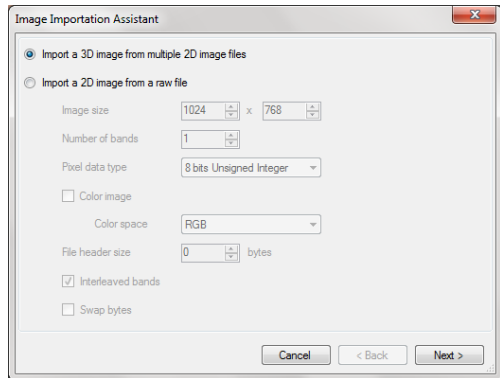 Image Importation Assistant
Import a 3D image from multiple 2D image files
Import a 2D image from a raw file
Image size 1024 x 768
Number of bands 1
Pixel data type 8 bits Unsigned Integer
Color image
Color space RGB
File header size 0 bytes
Interleaved bands
Swap bytes
Cancel < Back Next >